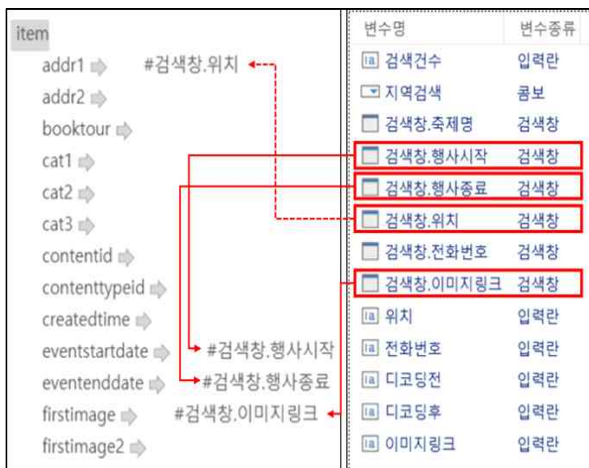 item
addr1 #검색창.위치
addr2
booktour
cat1
cat2
cat3
contentid
contenttypeid
createdtime
eventstartdate #검색창.행사시작
eventenddate #검색창.행사종료
firstimage #검색창.이미지링크
firstimage2
변수명 변수종류
검색건수 입력란
지역검색 콤보
검색창.축제명 검색창
검색창.행사시작 검색창
검색창.행사종료 검색창
검색창.위치 검색창
검색창.전화번호 검색창
검색창.이미지링크 검색창
위치 입력란
전화번호 입력란
디코딩전 입력란
디코딩후 입력란
이미지링크 입력란